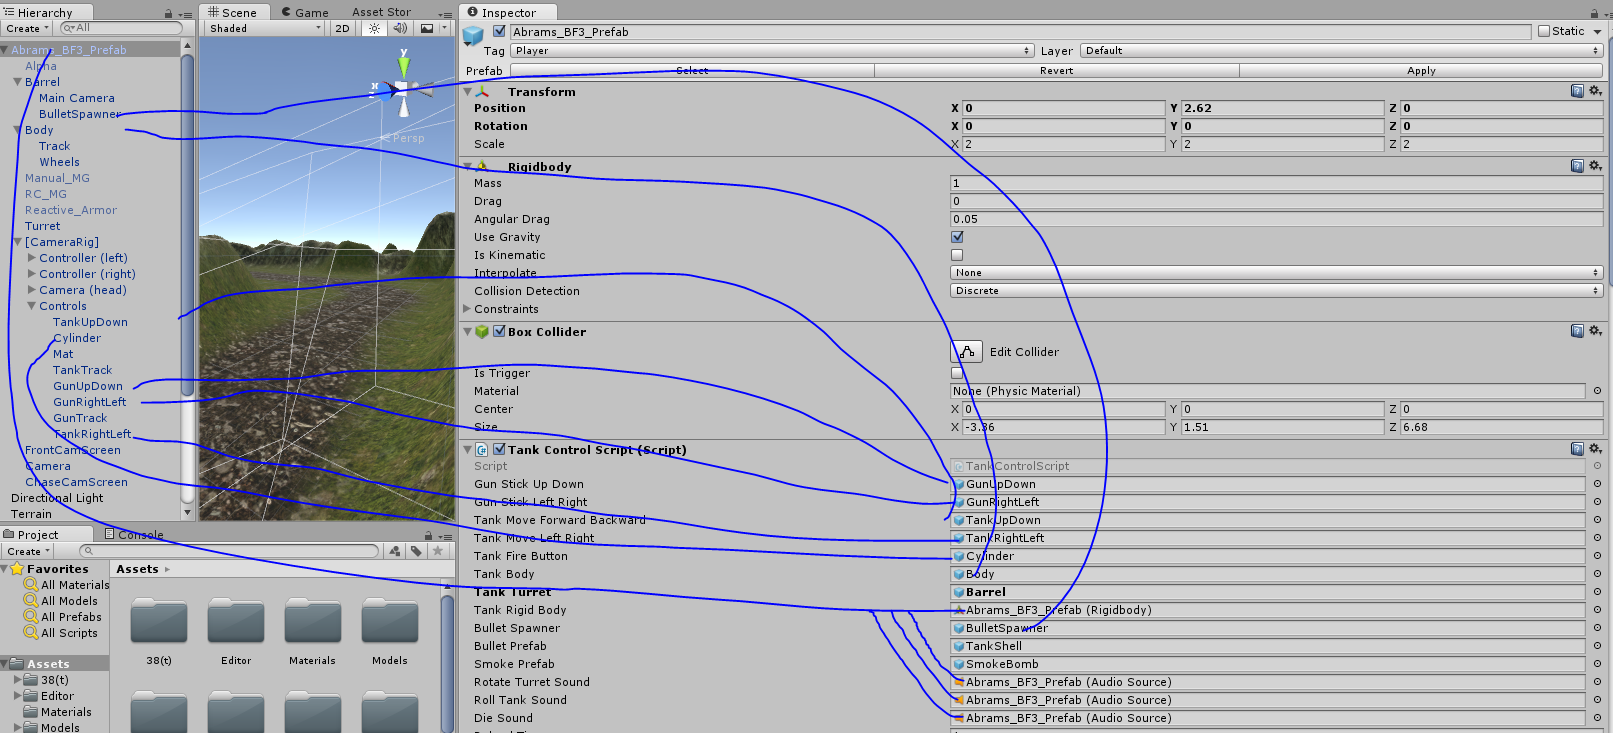 Hierarchy
Create
All
Abrams_BF3_Prefab
Alpha
Barrel
Main Camera
BulletSpawner
Body
Track
Wheels
Manual_MG
RC_MG
Reactive_Armor
Turret
[CameraRig]
Controller (left)
Controller (right)
Camera (head)
Controls
TankUpDown
Cylinder
Mat
TankTrack
GunUpDown
GunRightLeft
GunTrack
TankRightLeft
FrontCamScreen
Camera
ChaseCamScreen
Directional Light
Terrain
Scene Game Asset Stor
Shaded 2D
y
x
Persp
Project Console
Create
Favorites
All Materials
All Models
All Prefabs
All Scripts
Assets
38(t)
Editor
Materials
Models
Assets
38(t) Editor Materials Models
Inspector
Abrams_BF3_Prefab Static
Tag Player Layer Default
Prefab Select Revert Apply
Transform
Position X 0 Y 2.62 Z 0
Rotation X 0 Y 0 Z 0
Scale X 2 Y 2 Z 2
Rigidbody
Mass 1
Drag 0
Angular Drag 0.05
Use Gravity
Is Kinematic
Interpolate None
Collision Detection Discrete
Constraints
Box Collider
Edit Collider
Is Trigger
Material None (Physic Material)
Center X 0 Y 0 Z 0
Size X -3.36 Y 1.51 Z 6.68
Tank Control Script (Script)
Script TankControlScript
Gun Stick Up Down GunUpDown
Gun Stick Left Right GunRightLeft
Tank Move Forward Backward TankUpDown
Tank Move Left Right TankRightLeft
Tank Fire Button Cylinder
Tank Body Body
Tank Turret Barrel
Tank Rigid Body Abrams_BF3_Prefab (Rigidbody)
Bullet Spawner BulletSpawner
Bullet Prefab TankShell
Smoke Prefab SmokeBomb
Rotate Turret Sound Abrams_BF3_Prefab (Audio Source)
Roll Tank Sound Abrams_BF3_Prefab (Audio Source)
Die Sound Abrams_BF3_Prefab (Audio Source)